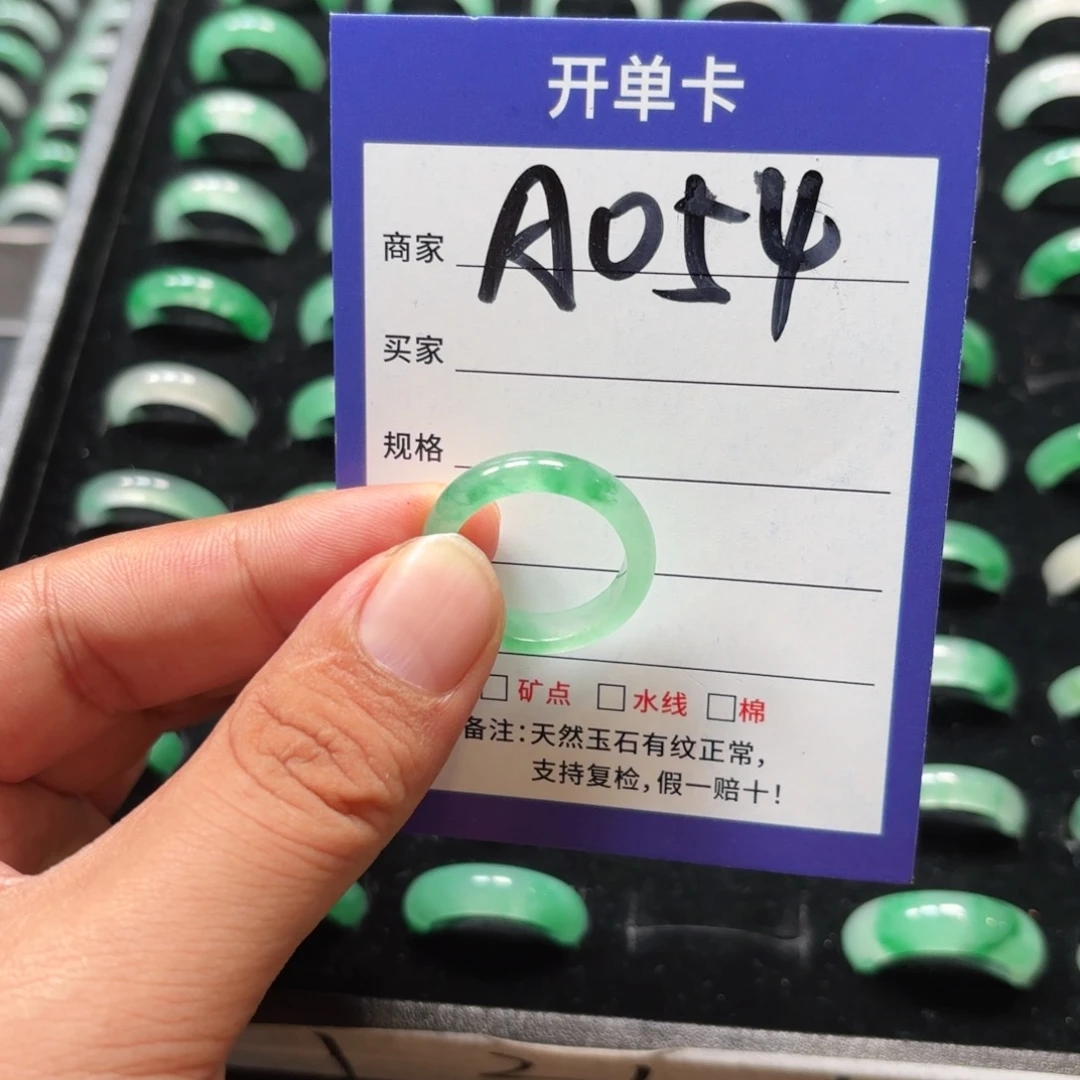 开单卡
商家 A054
买家
规格
□矿点 □水线 □棉
备注:天然玉石有纹正常,
支持复检,假一赔十!